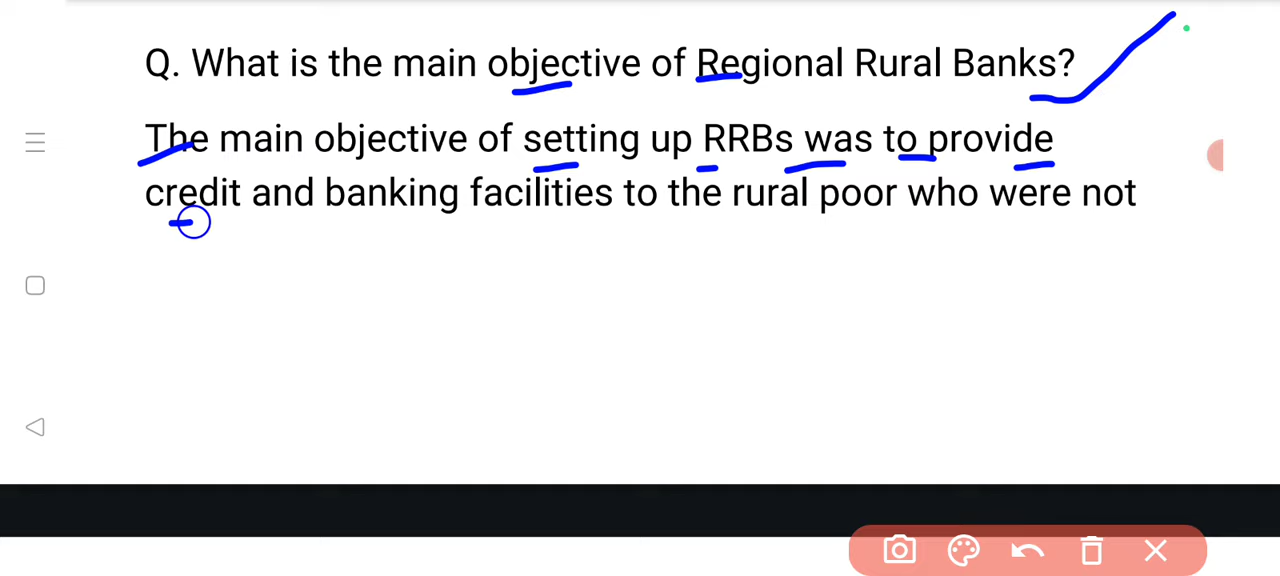 Q. What is the main objective of Regional Rural Banks?
The main objective of setting up RRBs was to provide
credit and banking facilities to the rural poor who were not